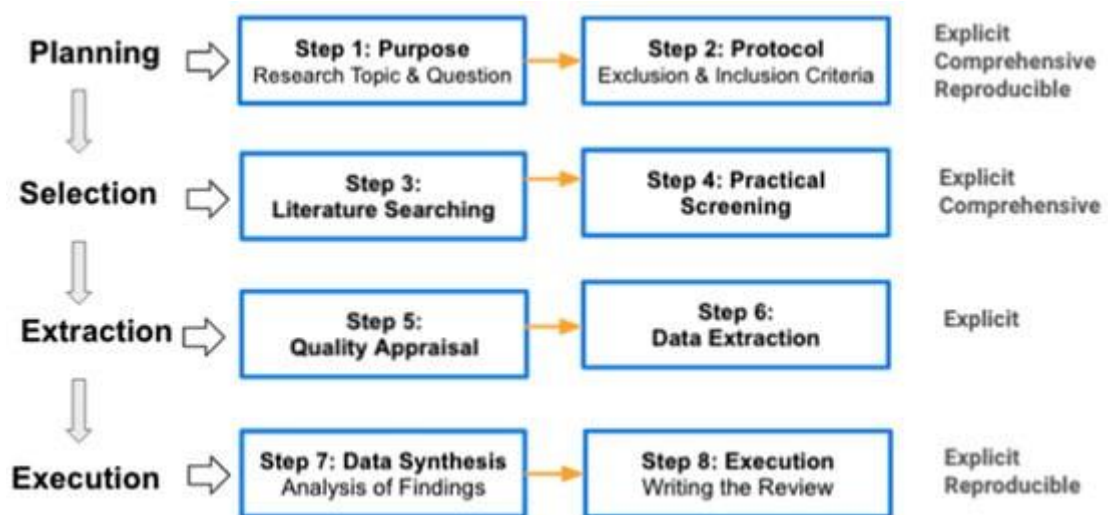 Planning
Step 1: Purpose
Research Topic & Question
Step 2: Protocol
Exclusion & Inclusion Criteria
Explicit
Comprehensive
Reproducible
Selection
Step 3:
Literature Searching
Step 4: Practical
Screening
Explicit
Comprehensive
Extraction
Step 5:
Quality Appraisal
Step 6:
Data Extraction
Explicit
Execution
Step 7: Data Synthesis
Analysis of Findings
Step 8: Execution
Writing the Review
Explicit
Reproducible